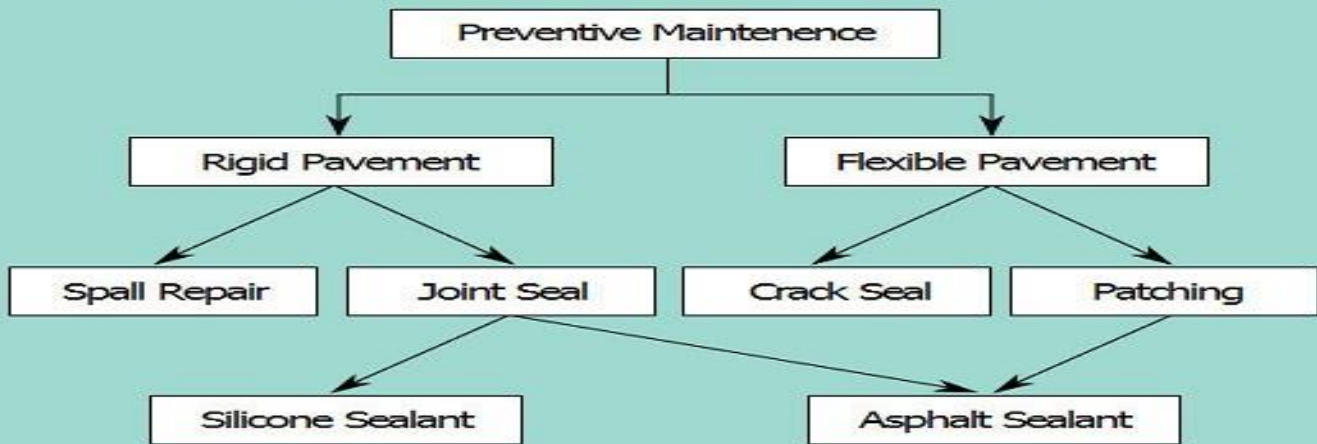 Preventive Maintenence
Rigid Pavement
Flexible Pavement
Spall Repair
Joint Seal
Crack Seal
Patching
Silicone Sealant
Asphalt Sealant